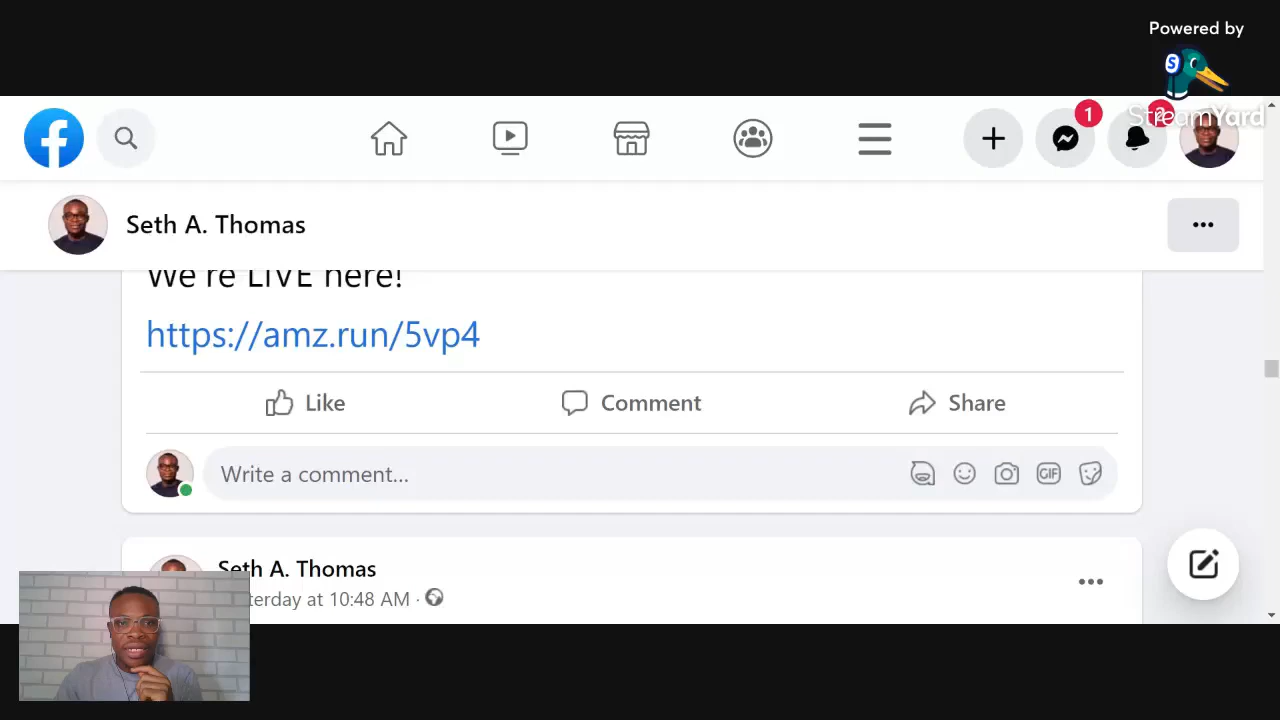 Powered by
StreamYard
1
2
Seth A. Thomas
We're LIVE here!
https://amz.run/5vp4
Like
Comment
Share
Write a comment...
GIF
Seth A. Thomas
terday at 10:48 AM ·